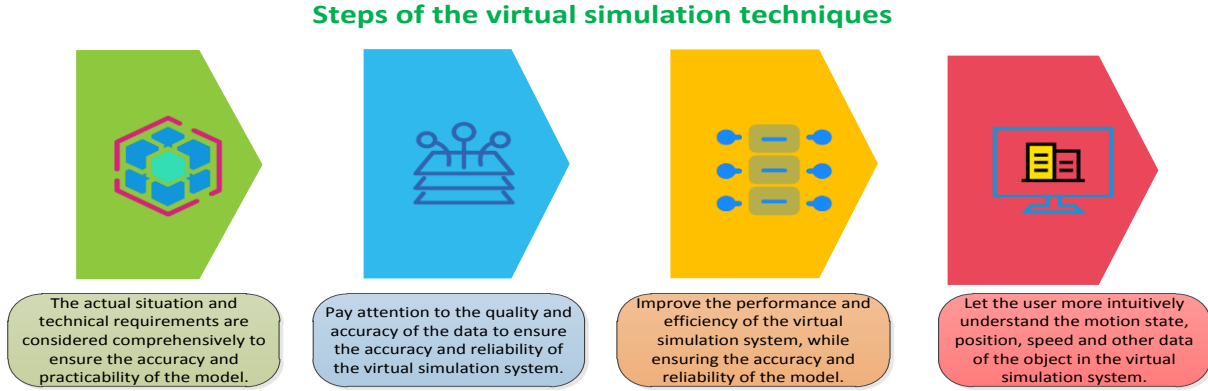 Steps of the virtual simulation techniques
The actual situation and
technical requirements are
considered comprehensively to
ensure the accuracy and
practicability of the model.
Pay attention to the quality and
accuracy of the data to ensure
the accuracy and reliability of
the virtual simulation system.
Improve the performance and
efficiency of the virtual
simulation system, while
ensuring the accuracy and
reliability of the model.
Let the user more intuitively
understand the motion state,
position, speed and other data
of the object in the virtual
simulation system.